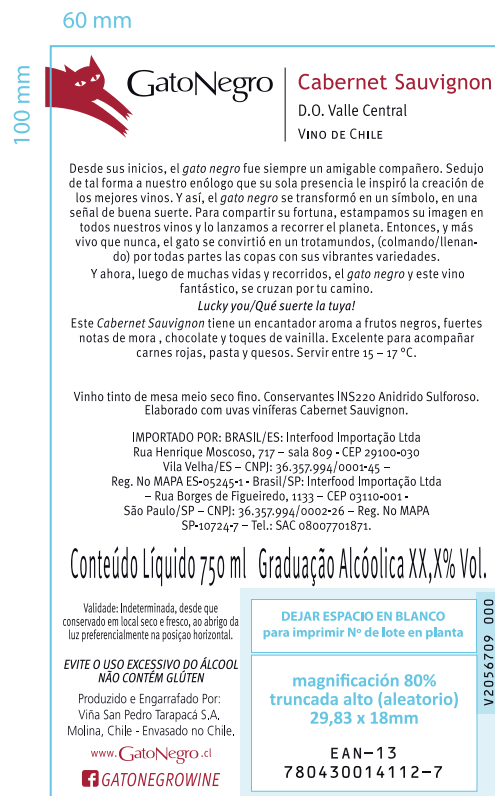 60 mm
100 mm
GatoNegro
Cabernet Sauvignon
D.O. Valle Central
VINO DE CHILE
Desde sus inicios, el gato negro fue siempre un amigable compañero. Sedujo
de tal forma a nuestro enólogo que su sola presencia le inspiró la creación de
los mejores vinos. Y así, el gato negro se transformó en un símbolo, en una
señal de buena suerte. Para compartir su fortuna, estampamos su imagen en
todos nuestros vinos y lo lanzamos a recorrer el planeta. Entonces, y más
vivo que nunca, el gato se convirtió en un trotamundos, (colmando/llenan-
do) por todas partes las copas con sus vibrantes variedades.
Y ahora, luego de muchas vidas y recorridos, el gato negro y este vino
fantástico, se cruzan por tu camino.
Lucky you/Qué suerte la tuya!
Este Cabernet Sauvignon tiene un encantador aroma a frutos negros, fuertes
notas de mora , chocolate y toques de vainilla. Excelente para acompañar
carnes rojas, pasta y quesos. Servir entre 15 – 17 °C.
Vinho tinto de mesa meio seco fino. Conservantes INS220 Anidrido Sulforoso.
Elaborado com uvas viníferas Cabernet Sauvignon.
IMPORTADO POR: BRASIL/ES: Interfood Importação Ltda
Rua Henrique Moscoso, 717 – sala 809 - CEP 29100-030
Vila Velha/ES – CNPJ: 36.357.994/0001-45 –
Reg. No MAPA ES-05245-1 - Brasil/SP: Interfood Importação Ltda
– Rua Borges de Figueiredo, 1133 – CEP 03110-001 -
São Paulo/SP – CNPJ: 36.357.994/0002-26 – Reg. No MAPA
SP-10724-7 – Tel.: SAC 08007701871.
Conteúdo Líquido 750 ml Graduação Alcóolica XX,X% Vol.
Validade: Indeterminada, desde que
conservado em local seco e fresco, ao abrigo da
luz preferencialmente na posiçao horizontal.
EVITE O USO EXCESSIVO DO ÁLCOOL
NÃO CONTÉM GLÚTEN
Produzido e Engarrafado Por:
Viña San Pedro Tarapacá S.A.
Molina, Chile - Envasado no Chile.
www.GatoNegro.cl
GATONEGROWINE
DEJAR ESPACIO EN BLANCO
para imprimir Nº de lote en planta
magnificación 80%
truncada alto (aleatorio)
29,83 x 18mm
EAN–13
780430014112–7
V2056709 000